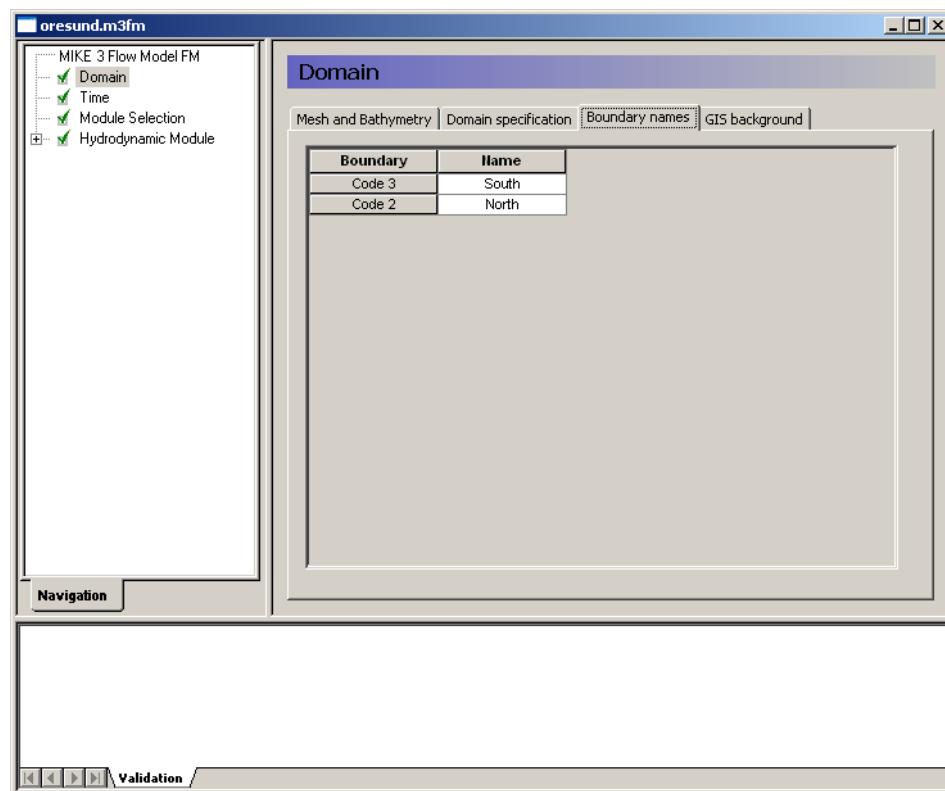 oresund.m3fm
MIKE 3 Flow Model FM
Domain
Time
Module Selection
Hydrodynamic Module
Navigation
Domain
Mesh and Bathymetry Domain specification Boundary names GIS background
Boundary Name
Code 3 South
Code 2 North
Validation